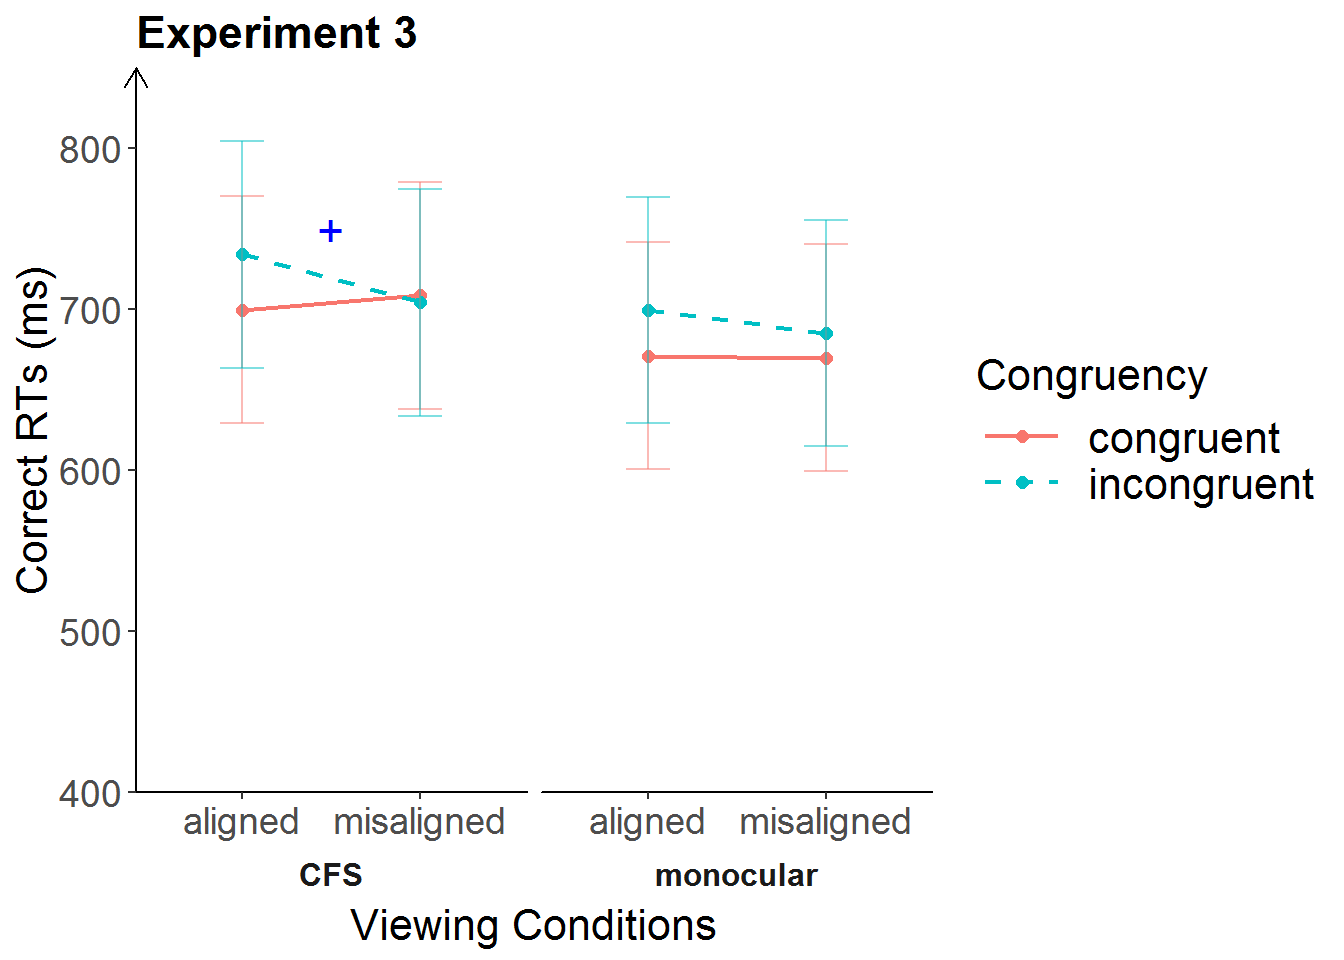 Experiment 3
Correct RTs (ms)
800
700
600
500
400
+
aligned misaligned aligned misaligned
CFS monocular
Viewing Conditions
Congruency
congruent
incongruent